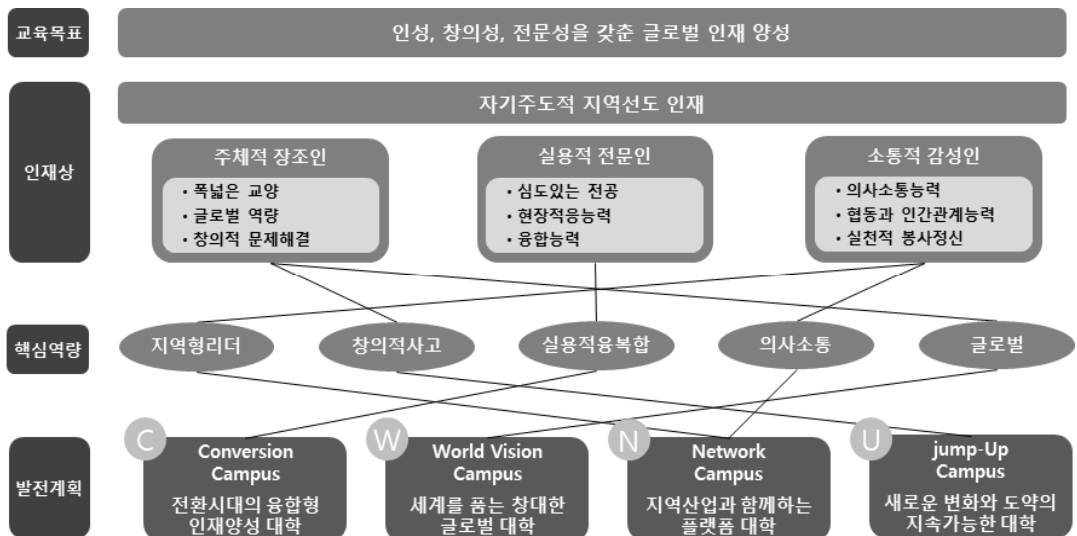 교육목표
인성, 창의성, 전문성을 갖춘 글로벌 인재 양성
인재상
자기주도적 지역선도 인재
주체적 장조인
• 폭넓은 교양
• 글로벌 역량
• 창의적 문제해결
실용적 전문인
• 심도있는 전공
• 현장적응능력
• 융합능력
소통적 감성인
• 의사소통능력
• 협동과 인간관계능력
• 실천적 봉사정신
핵심역량
지역형리더
창의적사고
실용적융복합
의사소통
글로벌
발전계획
C
Conversion
Campus
전환시대의 융합형
인재양성 대학
W
World Vision
Campus
세계를 품는 창대한
글로벌 대학
N
Network
Campus
지역산업과 함께하는
플랫폼 대학
U
jump-Up
Campus
새로운 변화와 도약의
지속가능한 대학